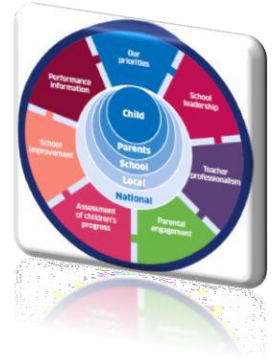 Our
priorities
School
leadership
Teacher
professionalism
Parental
engagement
Assessment
of children's
progress
School
improvement
Performance
information
Child
Parents
School
Local
National